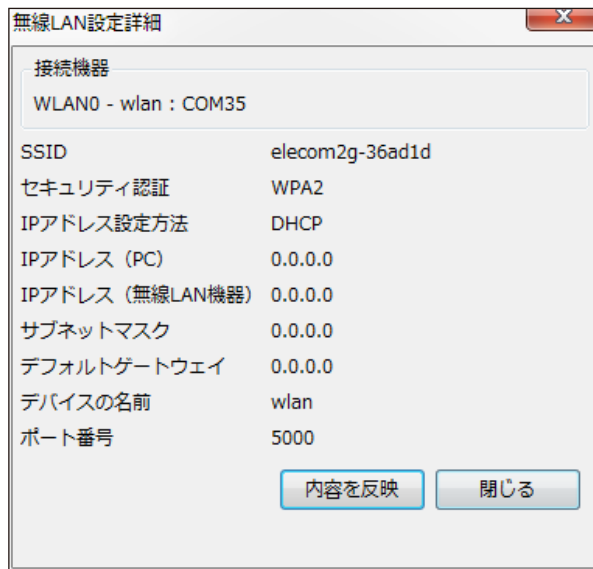 無線LAN設定詳細
接続機器
WLAN0 - wlan : COM35
SSID elecom2g-36ad1d
セキュリティ認証 WPA2
IPアドレス設定方法 DHCP
IPアドレス（PC） 0.0.0.0
IPアドレス（無線LAN機器） 0.0.0.0
サブネットマスク 0.0.0.0
デフォルトゲートウェイ 0.0.0.0
デバイスの名前 wlan
ポート番号 5000
内容を反映 閉じる